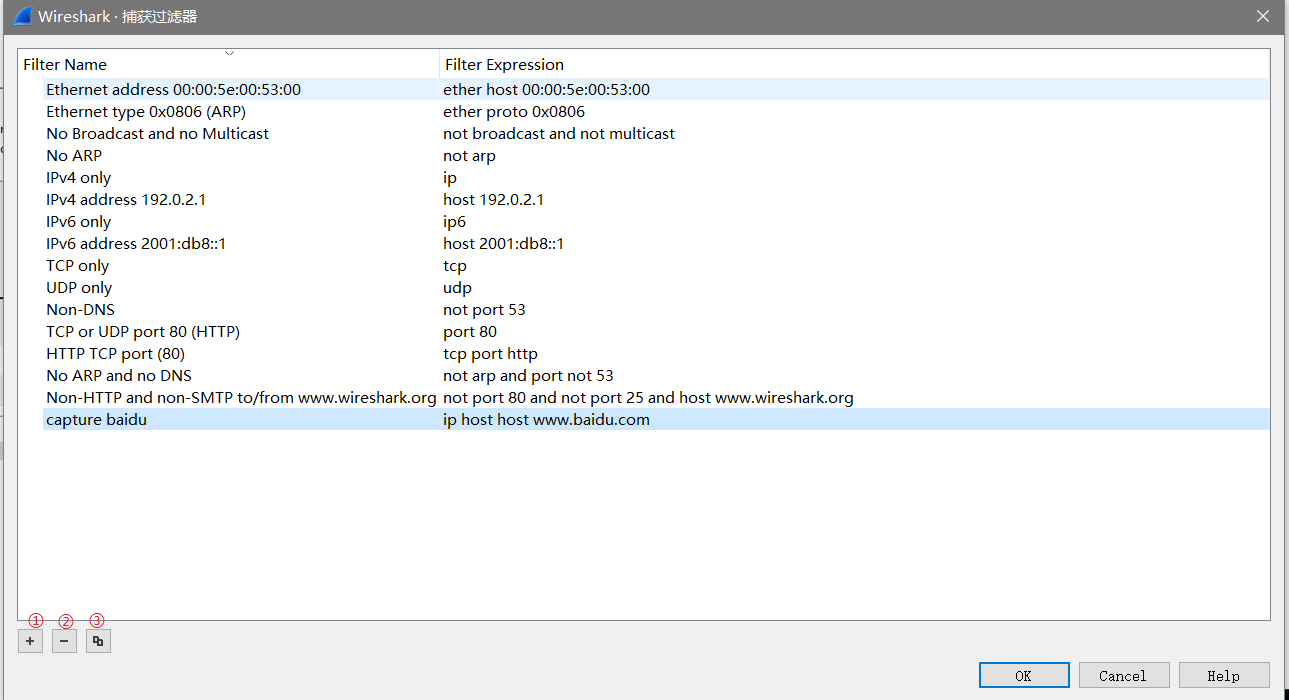 Wireshark · 捕获过滤器
Filter Name Filter Expression
Ethernet address 00:00:5e:00:53:00 ether host 00:00:5e:00:53:00
Ethernet type 0x0806 (ARP) ether proto 0x0806
No Broadcast and no Multicast not broadcast and not multicast
No ARP not arp
IPv4 only ip
IPv4 address 192.0.2.1 host 192.0.2.1
IPv6 only ip6
IPv6 address 2001:db8::1 host 2001:db8::1
TCP only tcp
UDP only udp
Non-DNS not port 53
TCP or UDP port 80 (HTTP) port 80
HTTP TCP port (80) tcp port http
No ARP and no DNS not arp and port not 53
Non-HTTP and non-SMTP to/from www.wireshark.org not port 80 and not port 25 and host www.wireshark.org
capture baidu ip host host www.baidu.com
① ② ③
+ −
OK Cancel Help